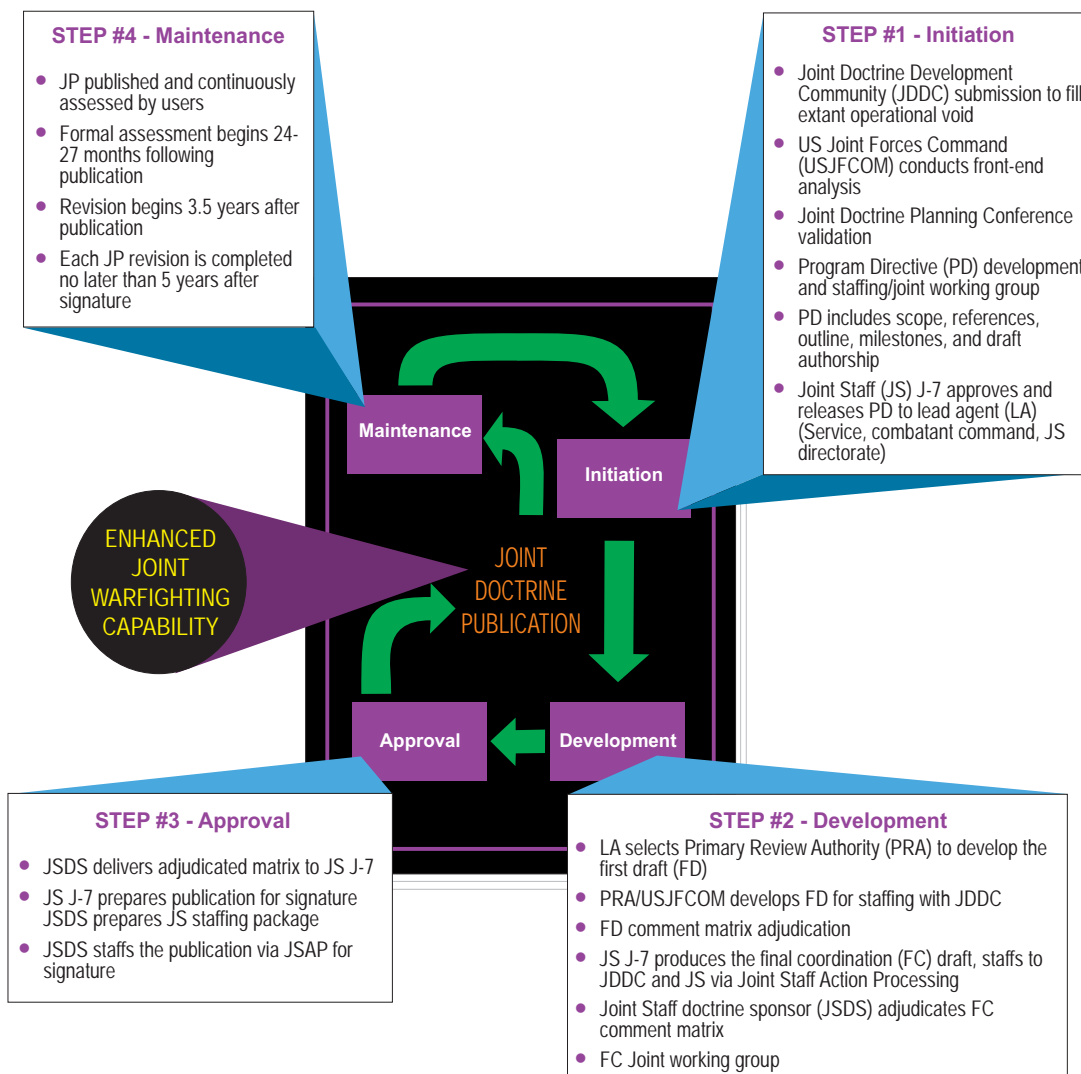 STEP #4 - Maintenance
• JP published and continuously
assessed by users
• Formal assessment begins 24-
27 months following
publication
• Revision begins 3.5 years after
publication
• Each JP revision is completed
no later than 5 years after
signature
STEP #1 - Initiation
• Joint Doctrine Development
Community (JDDC) submission to fill
extant operational void
• US Joint Forces Command
(USJFCOM) conducts front-end
analysis
• Joint Doctrine Planning Conference
validation
• Program Directive (PD) development
and staffing/joint working group
• PD includes scope, references,
outline, milestones, and draft
authorship
• Joint Staff (JS) J-7 approves and
releases PD to lead agent (LA)
(Service, combatant command, JS
directorate)
Maintenance
Initiation
ENHANCED
JOINT
WARFIGHTING
CAPABILITY
JOINT
DOCTRINE
PUBLICATION
Approval
Development
STEP #3 - Approval
• JSDS delivers adjudicated matrix to JS J-7
• JS J-7 prepares publication for signature
JSDS prepares JS staffing package
• JSDS staffs the publication via JSAP for
signature
STEP #2 - Development
• LA selects Primary Review Authority (PRA) to develop the
first draft (FD)
• PRA/USJFCOM develops FD for staffing with JDDC
• FD comment matrix adjudication
• JS J-7 produces the final coordination (FC) draft, staffs to
JDDC and JS via Joint Staff Action Processing
• Joint Staff doctrine sponsor (JSDS) adjudicates FC
comment matrix
• FC Joint working group